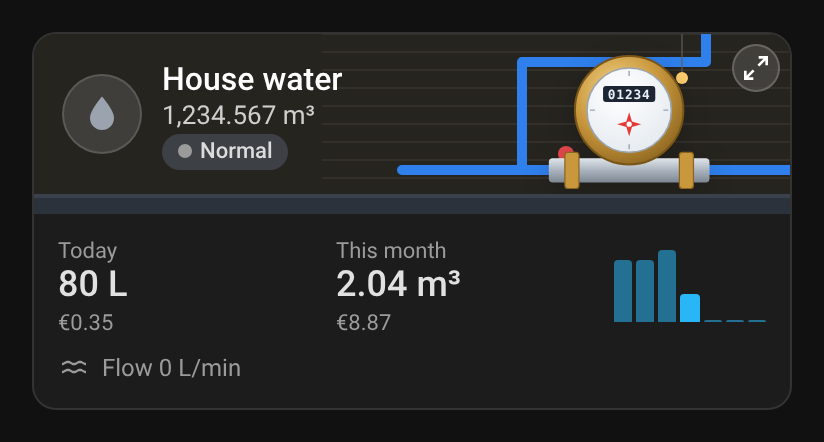 House water
1,234.567 m³
Normal
01234
Today
80 L
€0.35
This month
2.04 m³
€8.87
Flow 0 L/min